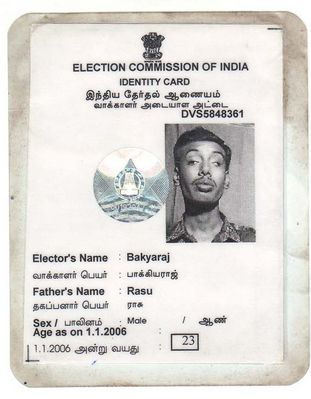 ELECTION COMMISSION OF INDIA
IDENTITY CARD
இந்திய தேர்தல் ஆணையம்
வாக்காளர் அடையாள அட்டை
DVS5848361
Elector's Name : Bakyaraj
வாக்காளர் பெயர் : பாக்கியராஜ்
Father's Name : Rasu
தகப்பனார் பெயர் : ராசு
Sex / பாலினம் : Male / ஆண்
Age as on 1.1.2006 :
1.1.2006 அன்று வயது : 23